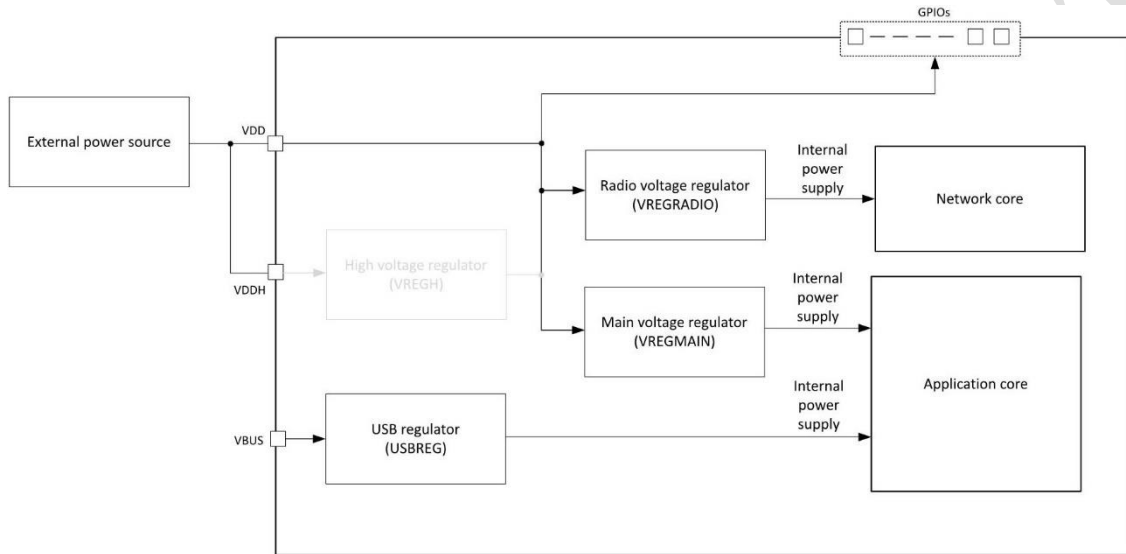 GPIOs
External power source
VDD
Radio voltage regulator
(VREGRADIO)
Internal
power
supply
Network core
High voltage regulator
(VREGH)
VDDH
Main voltage regulator
(VREGMAIN)
Internal
power
supply
Application core
USB regulator
(USBREG)
VBUS
Internal
power
supply